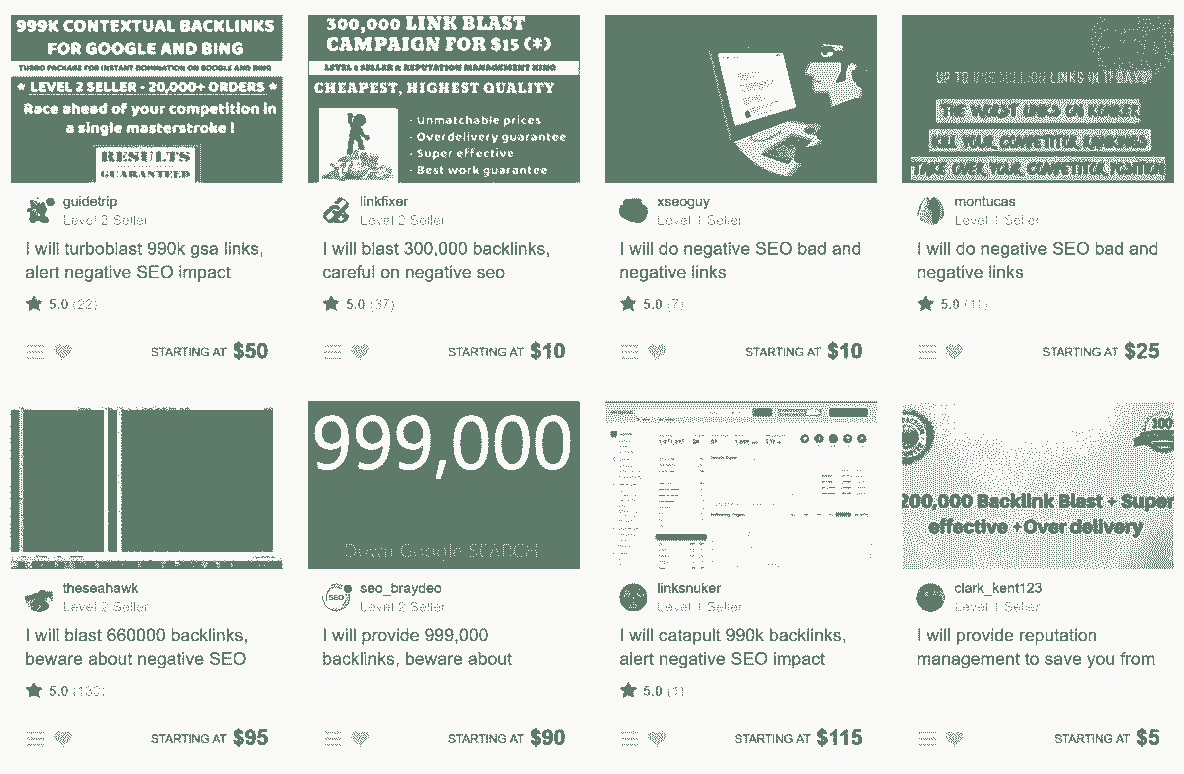 999K CONTEXTUAL BACKLINKS
FOR GOOGLE AND BING
TURBO PACKAGE FOR INSTANT DOMINATION ON GOOGLE AND BING
★ LEVEL 2 SELLER - 20,000+ ORDERS ★
Race ahead of your competition in
a single masterstroke !
RESULTS
GUARANTEED
guidetrip
Level 2 Seller
I will turboblast 990k gsa links,
alert negative SEO impact
5.0 (22)
STARTING AT $50
300,000 LINK BLAST
CAMPAIGN FOR $15 (*)
LEVEL 2 SELLER & REPUTATION MANAGEMENT KING
CHEAPEST, HIGHEST QUALITY
- Unmatchable prices
- Overdelivery guarantee
- Super effective
- Best work guarantee
linkfixer
Level 2 Seller
I will blast 300,000 backlinks,
careful on negative seo
5.0 (37)
STARTING AT $10
xseoguy
Level 1 Seller
I will do negative SEO bad and
negative links
5.0 (7)
STARTING AT $10
UP TO LINKS IN
KILL YOUR COMPETITOR
TAKE OVER YOUR COMPETITOR POSITION
montucas
Level 1 Seller
I will do negative SEO bad and
negative links
5.0 (11)
STARTING AT $25
theseahawk
Level 2 Seller
I will blast 660000 backlinks,
beware about negative SEO
5.0
STARTING AT $95
999,000
Down Google SEARCH
SEO
seo_braydeo
Level 2 Seller
I will provide 999,000
backlinks, beware about
STARTING AT $90
linksnuker
Level 1 Seller
I will catapult 990k backlinks,
alert negative SEO impact
5.0 (1)
STARTING AT $115
100
200,000 Backlink Blast + Super
effective +Over delivery
clark_kent123
Level 1 Seller
I will provide reputation
management to save you from
STARTING AT $5